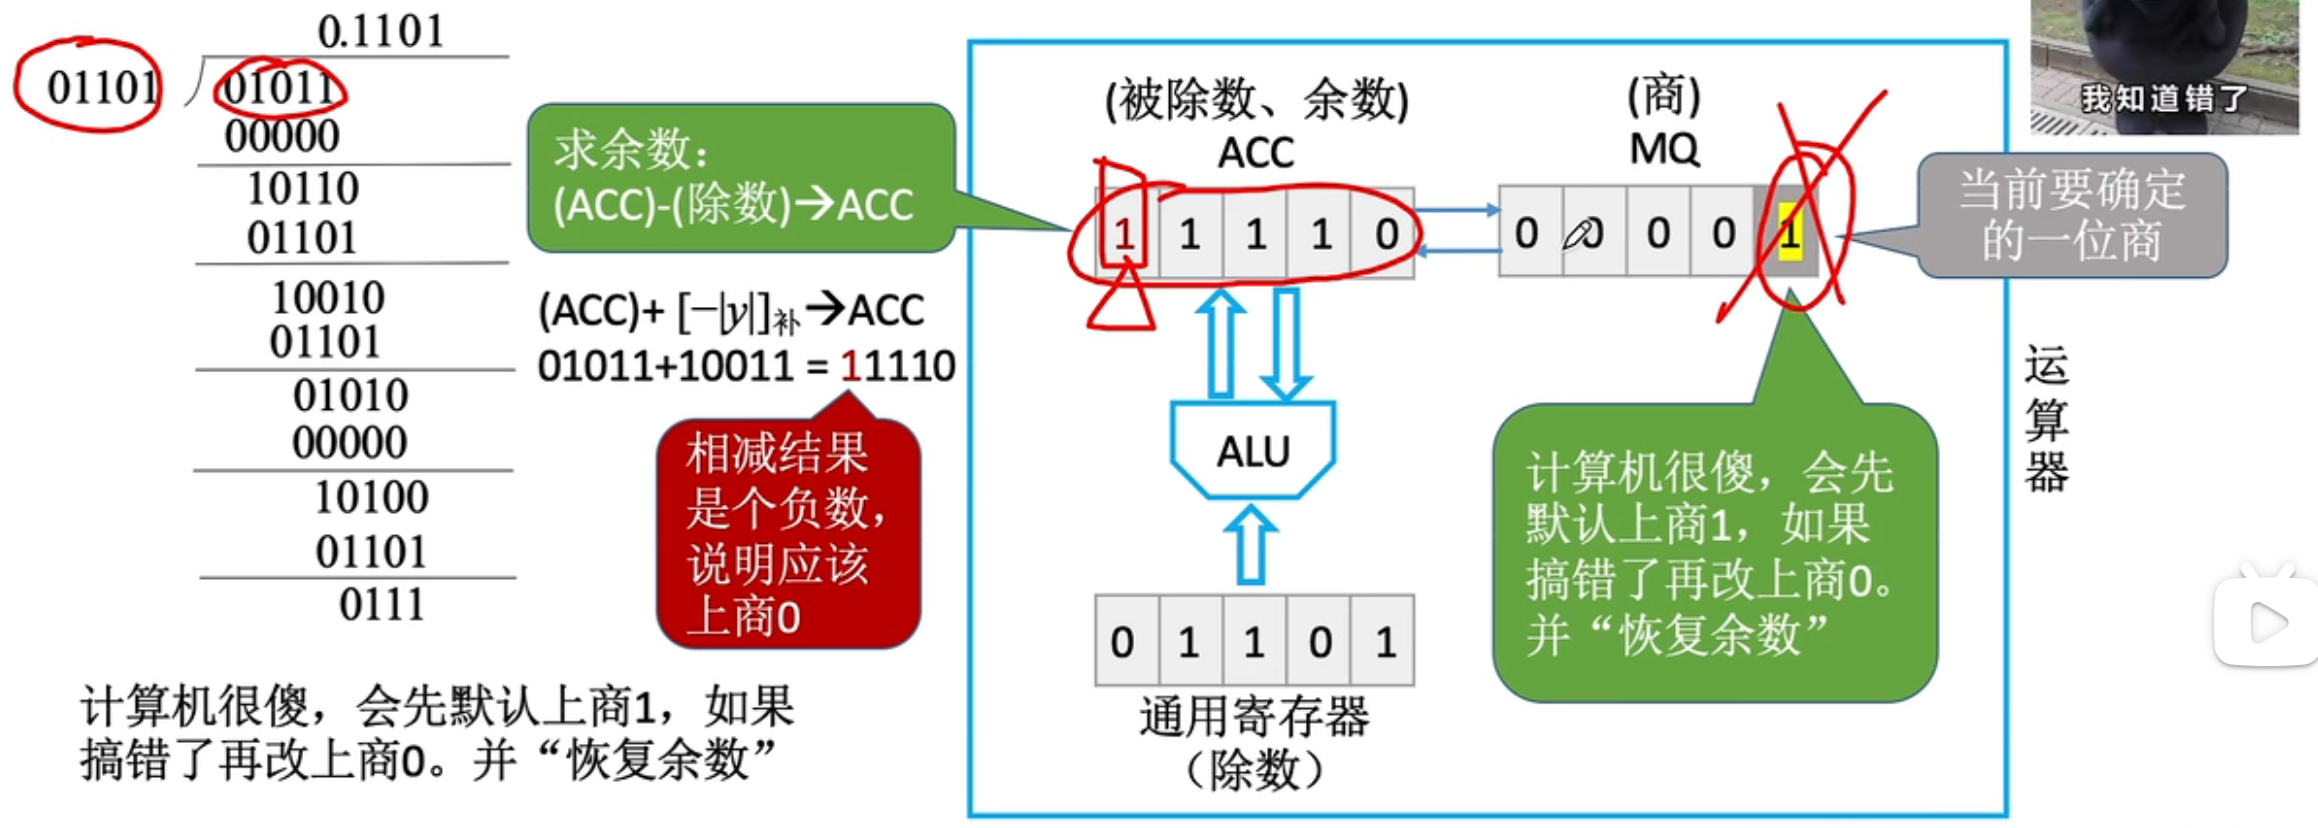 0.1101
01101
01011
00000
10110
01101
10010
01101
01010
00000
10100
01101
0111
计算机很傻，会先默认上商1，如果
搞错了再改上商0。并“恢复余数”
求余数：
(ACC)-(除数)→ACC
(ACC)+ [−|y|]补→ACC
01011+10011 = 11110
相减结果
是个负数，
说明应该
上商0
(被除数、余数)
ACC
1 1 1 1 0
(商)
MQ
0 0 0 0 1
ALU
0 1 1 0 1
通用寄存器
（除数）
当前要确定
的一位商
计算机很傻，会先
默认上商1，如果
搞错了再改上商0。
并“恢复余数”
运
算
器
我知道错了